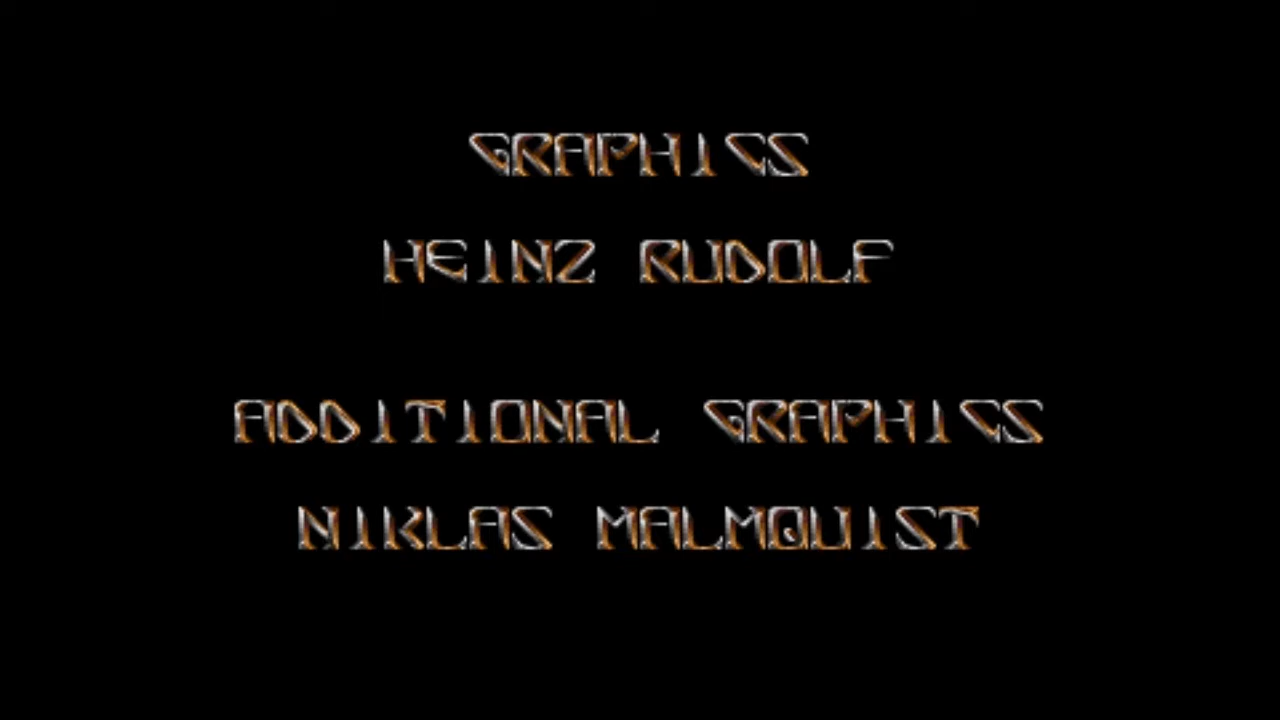 GRAPHICS
HEINZ RUDOLF
ADDITIONAL GRAPHICS
NIKLAS MALMQUIST